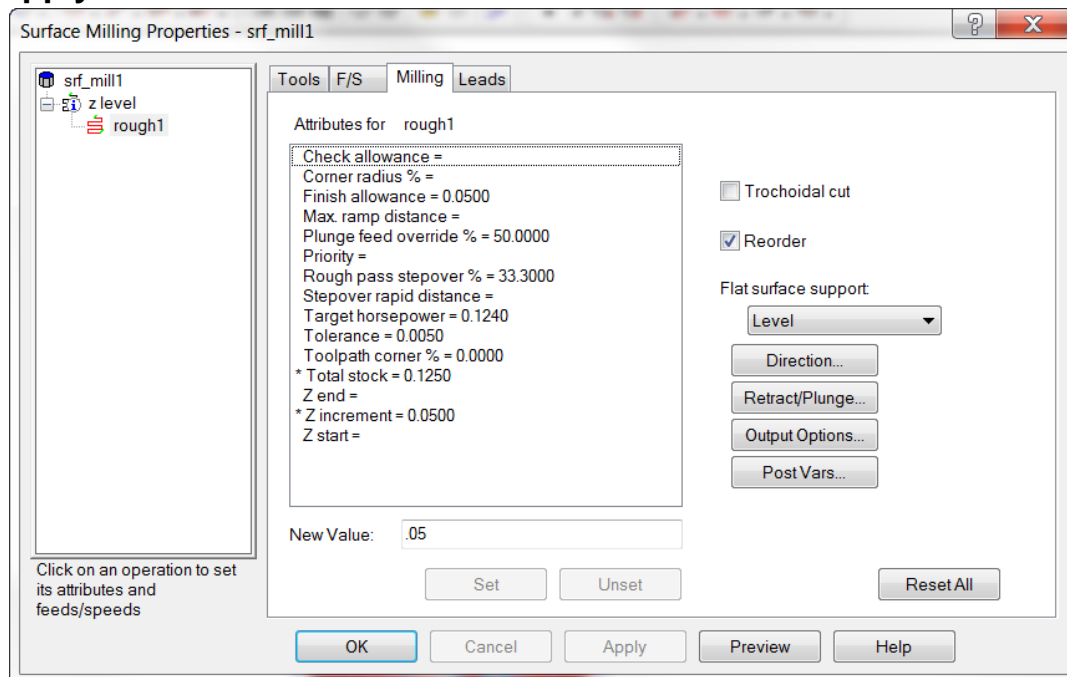 Surface Milling Properties - srf_mill1
srf_mill1
z level
rough1
Click on an operation to set
its attributes and
feeds/speeds
Tools F/S Milling Leads
Attributes for rough1
Check allowance =
Corner radius % =
Finish allowance = 0.0500
Max. ramp distance =
Plunge feed override % = 50.0000
Priority =
Rough pass stepover % = 33.3000
Stepover rapid distance =
Target horsepower = 0.1240
Tolerance = 0.0050
Toolpath corner % = 0.0000
* Total stock = 0.1250
Z end =
* Z increment = 0.0500
Z start =
Trochoidal cut
Reorder
Flat surface support:
Level
Direction...
Retract/Plunge...
Output Options...
Post Vars...
New Value: .05
Set Unset Reset All
OK Cancel Apply Preview Help